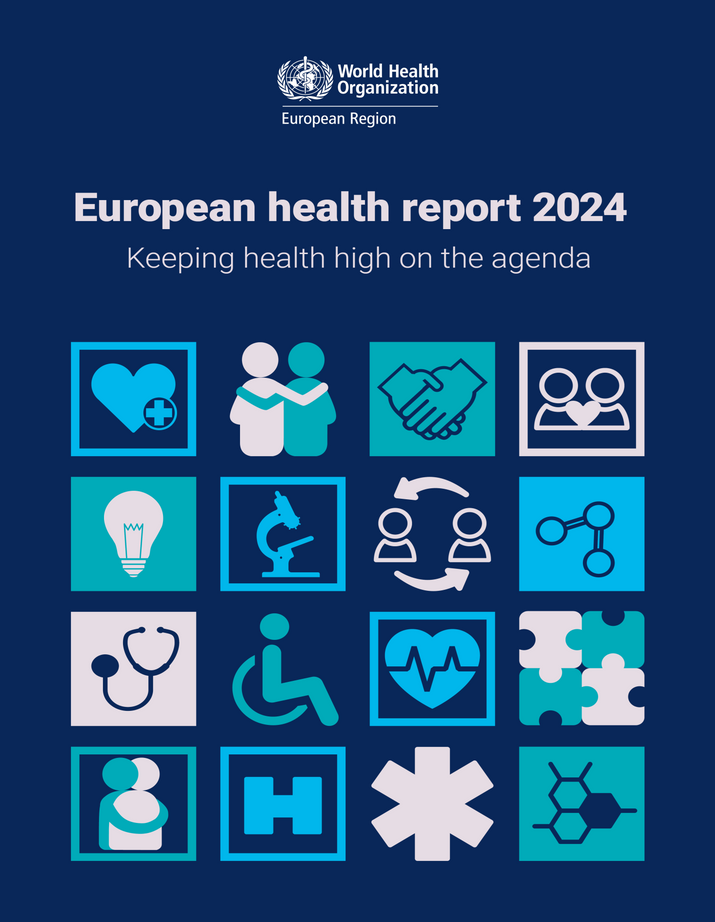 World Health
Organization
European Region
European health report 2024
Keeping health high on the agenda
H